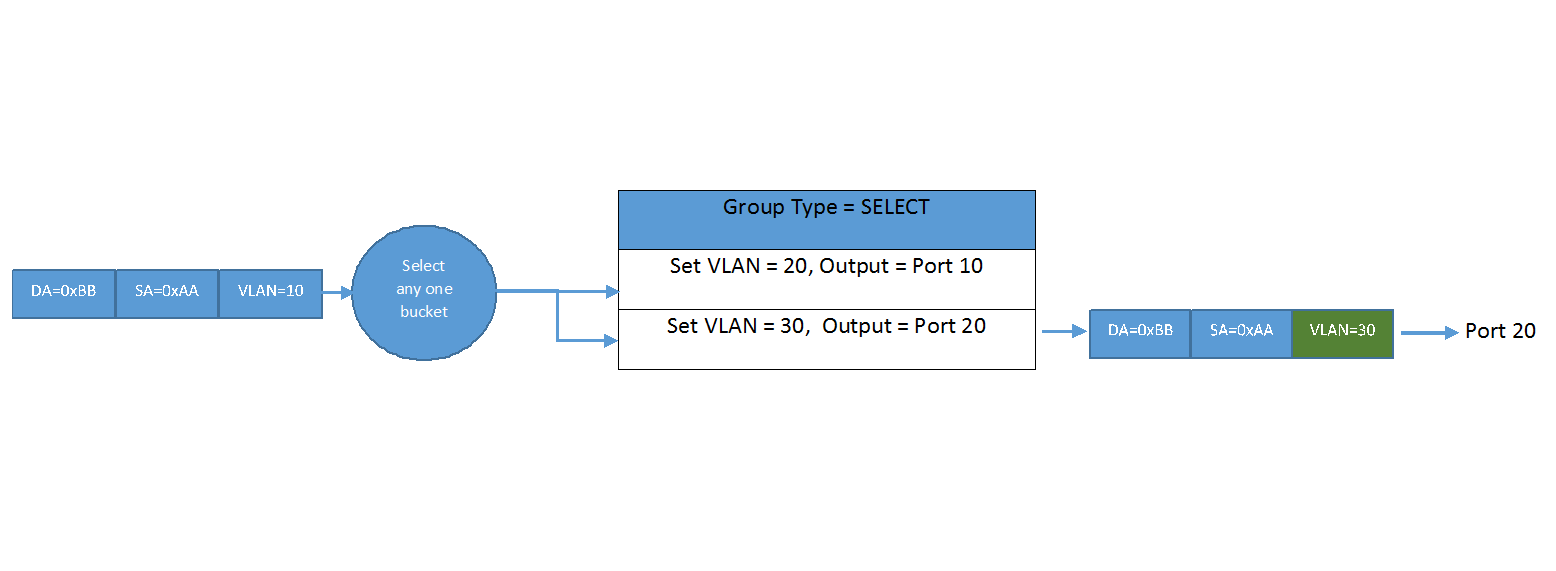 DA=0xBB SA=0xAA VLAN=10
Select
any one
bucket
Group Type = SELECT
Set VLAN = 20, Output = Port 10
Set VLAN = 30, Output = Port 20
DA=0xBB SA=0xAA VLAN=30
Port 20